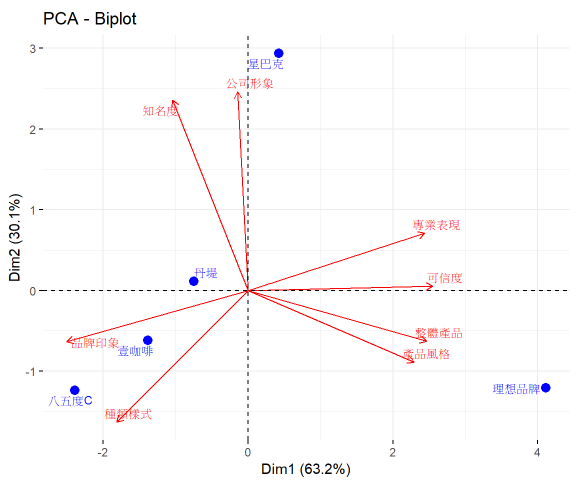 PCA - Biplot
3
星巴克
公司形象
知名度
2
1
專業表現
可信度
丹堤
0
整體產品
品牌印象
壹咖啡
產品風格
-1
理想品牌
八五度C
種類樣式
-2
0
2
4
Dim1 (63.2%)
Dim2 (30.1%)